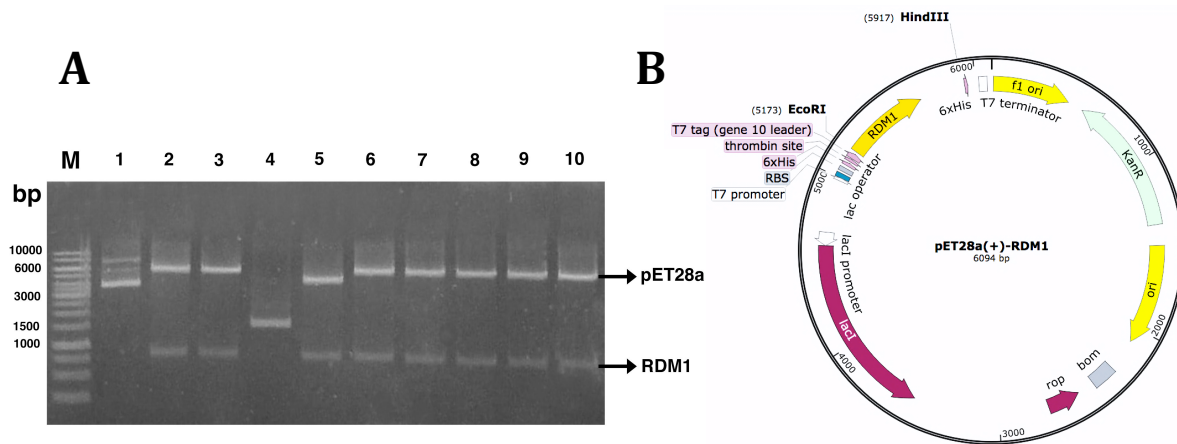 A
M 1 2 3 4 5 6 7 8 9 10
bp
10000
6000
3000
1500
1000
pET28a
RDM1
B
(5917) HindIII
(5173) EcoRI
T7 tag (gene 10 leader)
thrombin site
6xHis
RBS
T7 promoter
lac operator
RDM1
6xHis
T7 terminator
f1 ori
KanR
ori
bom
rop
lacI
lacI promoter
6000
1000
2000
3000
4000
pET28a(+)-RDM1
6094 bp